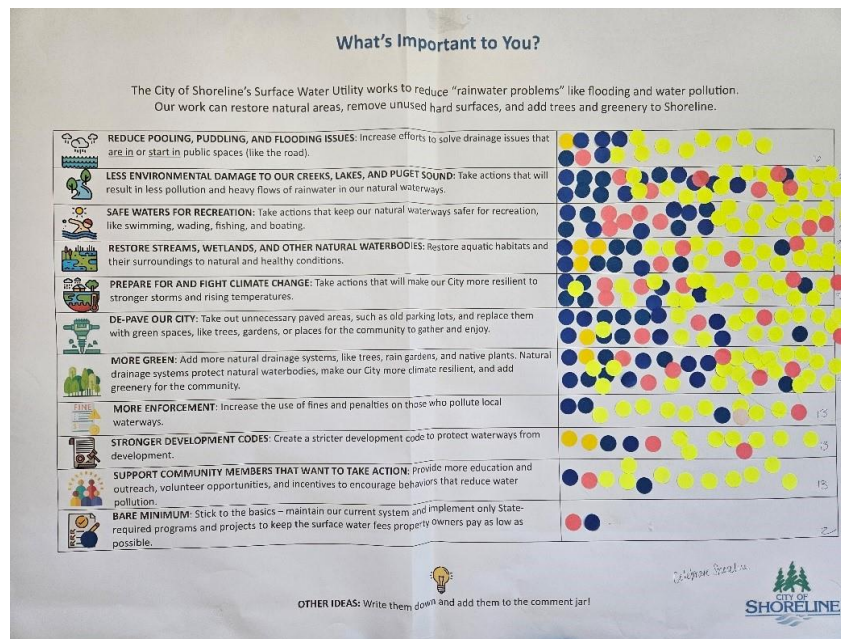 What's Important to You?
The City of Shoreline's Surface Water Utility works to reduce "rainwater problems" like flooding and water pollution.
Our work can restore natural areas, remove unused hard surfaces, and add trees and greenery to Shoreline.
REDUCE POOLING, PUDDLING, AND FLOODING ISSUES: Increase efforts to solve drainage issues that
are in or start in public spaces (like the road).
LESS ENVIRONMENTAL DAMAGE TO OUR CREEKS, LAKES, AND PUGET SOUND: Take actions that will
result in less pollution and heavy flows of rainwater in our natural waterways.
SAFE WATERS FOR RECREATION: Take actions that keep our natural waterways safer for recreation,
like swimming, wading, fishing, and boating.
RESTORE STREAMS, WETLANDS, AND OTHER NATURAL WATERBODIES: Restore aquatic habitats and
their surroundings to natural and healthy conditions.
PREPARE FOR AND FIGHT CLIMATE CHANGE: Take actions that will make our City more resilient to
stronger storms and rising temperatures.
DE-PAVE OUR CITY: Take out unnecessary paved areas, such as old parking lots, and replace them
with green spaces, like trees, gardens, or places for the community to gather and enjoy.
MORE GREEN: Add more natural drainage systems, like trees, rain gardens, and native plants. Natural
drainage systems protect natural waterbodies, make our City more climate resilient, and add
greenery for the community.
FINE
MORE ENFORCEMENT: Increase the use of fines and penalties on those who pollute local
waterways.
13
STRONGER DEVELOPMENT CODES: Create a stricter development code to protect waterways from
development.
SUPPORT COMMUNITY MEMBERS THAT WANT TO TAKE ACTION: Provide more education and
outreach, volunteer opportunities, and incentives to encourage behaviors that reduce water
pollution.
13
BARE MINIMUM: Stick to the basics – maintain our current system and implement only State-
required programs and projects to keep the surface water fees property owners pay as low as
possible.
2
OTHER IDEAS: Write them down and add them to the comment jar!
CITY OF
SHORELINE